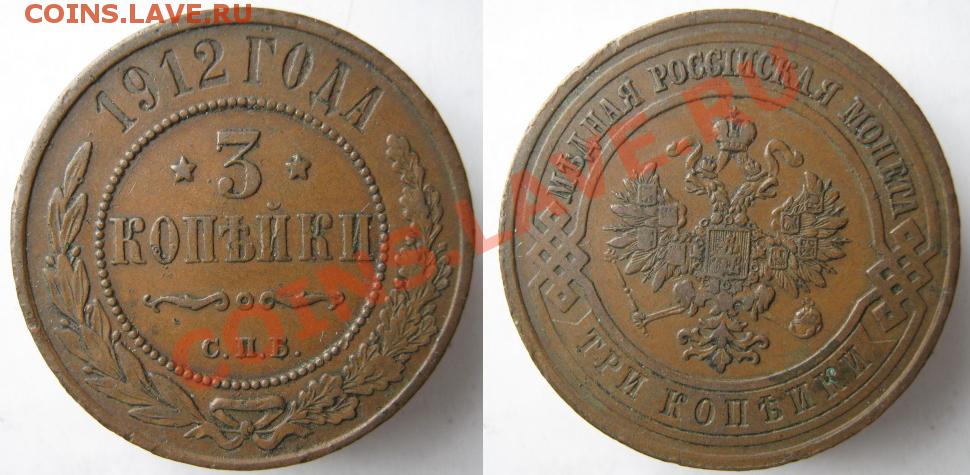 COINS.LAVE.RU
1912 ГОДА
3
КОПѢЙКИ
С.П.Б.
МѢДНАЯ РОССІЙСКАЯ МОНЕТА
ТРИ КОПѢЙКИ
COINS.LAVE.RU